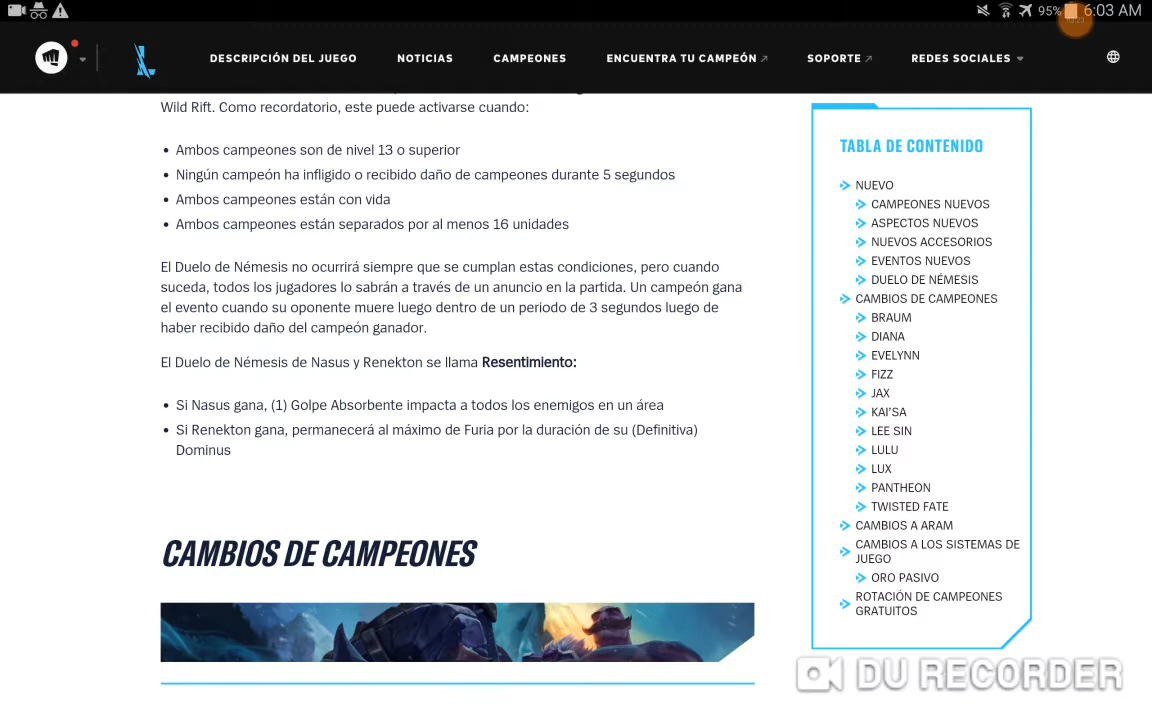 95% 6:03 AM
DESCRIPCIÓN DEL JUEGO NOTICIAS CAMPEONES ENCUENTRA TU CAMPEÓN SOPORTE REDES SOCIALES
Wild Rift. Como recordatorio, este puede activarse cuando:
• Ambos campeones son de nivel 13 o superior
• Ningún campeón ha infligido o recibido daño de campeones durante 5 segundos
• Ambos campeones están con vida
• Ambos campeones están separados por al menos 16 unidades
El Duelo de Némesis no ocurrirá siempre que se cumplan estas condiciones, pero cuando
suceda, todos los jugadores lo sabrán a través de un anuncio en la partida. Un campeón gana
el evento cuando su oponente muere luego dentro de un periodo de 3 segundos luego de
haber recibido daño del campeón ganador.
El Duelo de Némesis de Nasus y Renekton se llama Resentimiento:
• Si Nasus gana, (1) Golpe Absorbente impacta a todos los enemigos en un área
• Si Renekton gana, permanecerá al máximo de Furia por la duración de su (Definitiva)
Dominus
CAMBIOS DE CAMPEONES
TABLA DE CONTENIDO
NUEVO
CAMPEONES NUEVOS
ASPECTOS NUEVOS
NUEVOS ACCESORIOS
EVENTOS NUEVOS
DUELO DE NÉMESIS
CAMBIOS DE CAMPEONES
BRAUM
DIANA
EVELYNN
FIZZ
JAX
KAI'SA
LEE SIN
LULU
LUX
PANTHEON
TWISTED FATE
CAMBIOS A ARAM
CAMBIOS A LOS SISTEMAS DE
JUEGO
ORO PASIVO
ROTACIÓN DE CAMPEONES
GRATUITOS
DU RECORDER